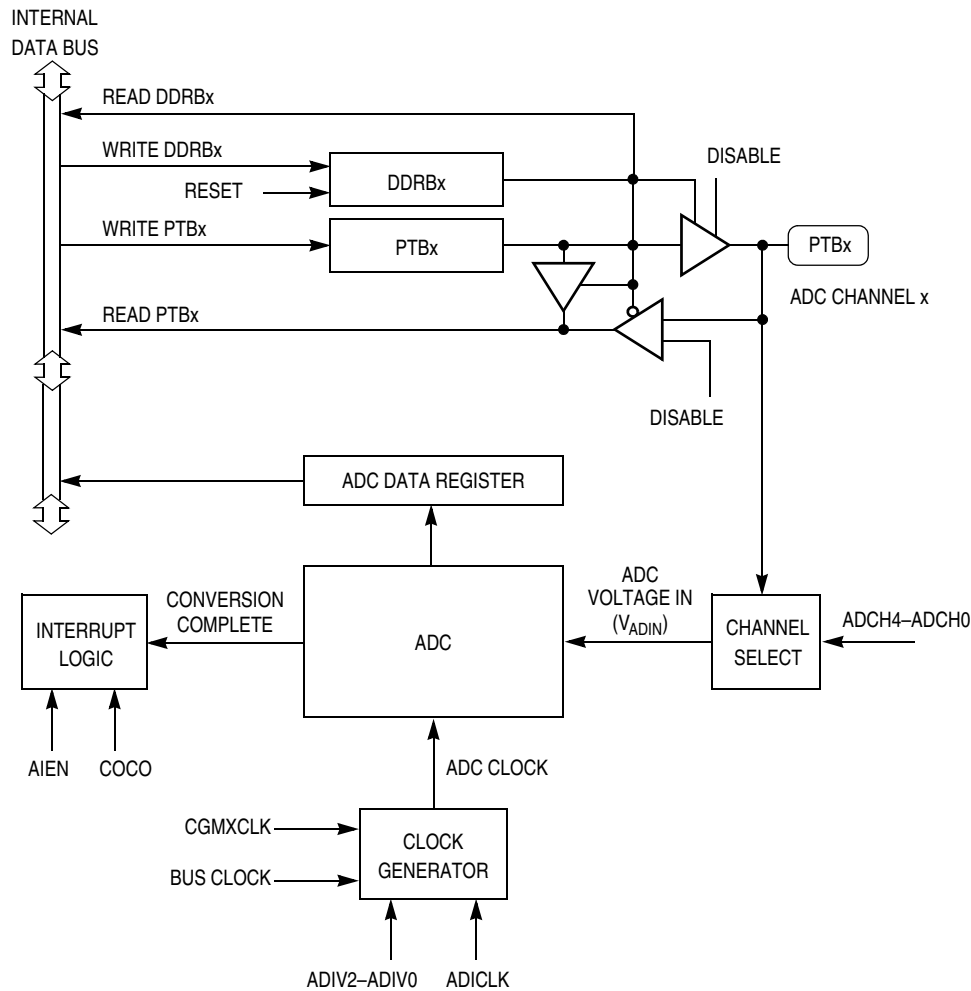 INTERNAL
DATA BUS
READ DDRBx
WRITE DDRBx
DISABLE
RESET
DDRBx
WRITE PTBx
PTBx
PTBx
ADC CHANNEL x
READ PTBx
DISABLE
ADC DATA REGISTER
INTERRUPT
LOGIC
CONVERSION
COMPLETE
ADC
ADC
VOLTAGE IN
(VADIN)
CHANNEL
SELECT
ADCH4–ADCH0
AIEN
COCO
ADC CLOCK
CGMXCLK
BUS CLOCK
CLOCK
GENERATOR
ADIV2–ADIV0
ADICLK